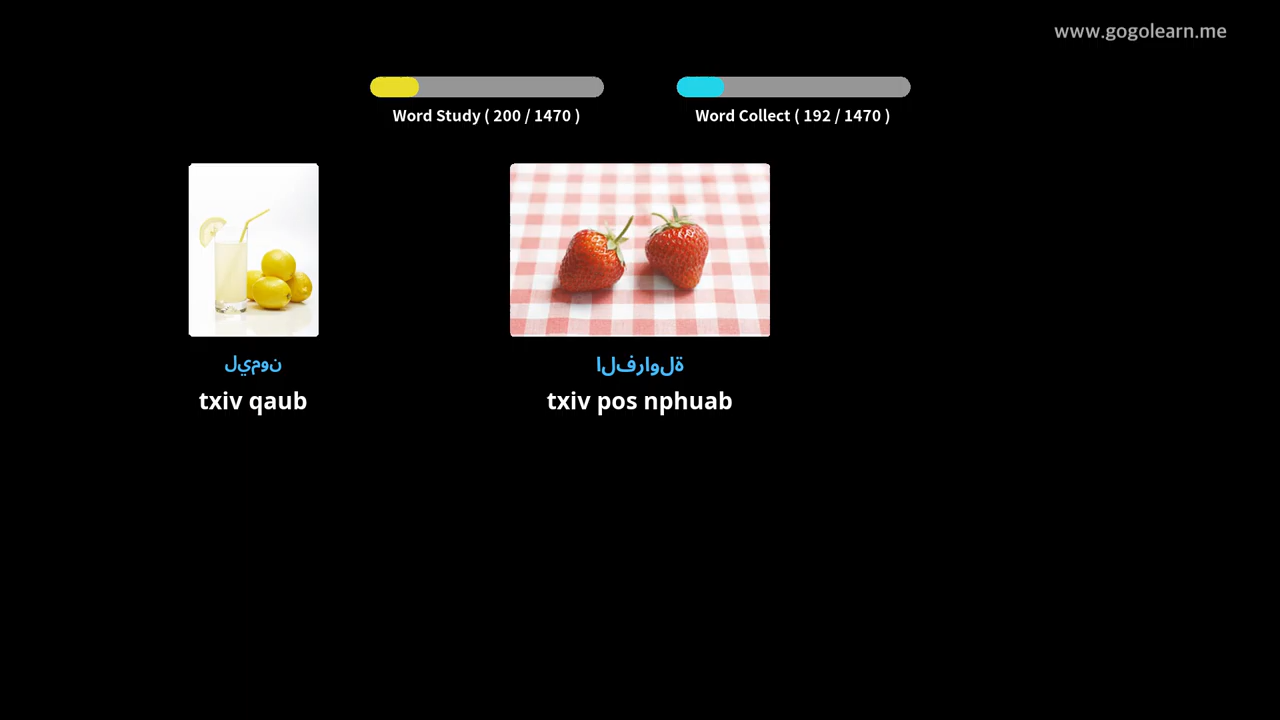 www.gogolearn.me
Word Study ( 200 / 1470 )
Word Collect ( 192 / 1470 )
ليمون
txiv qaub
الفراولة
txiv pos nphuab